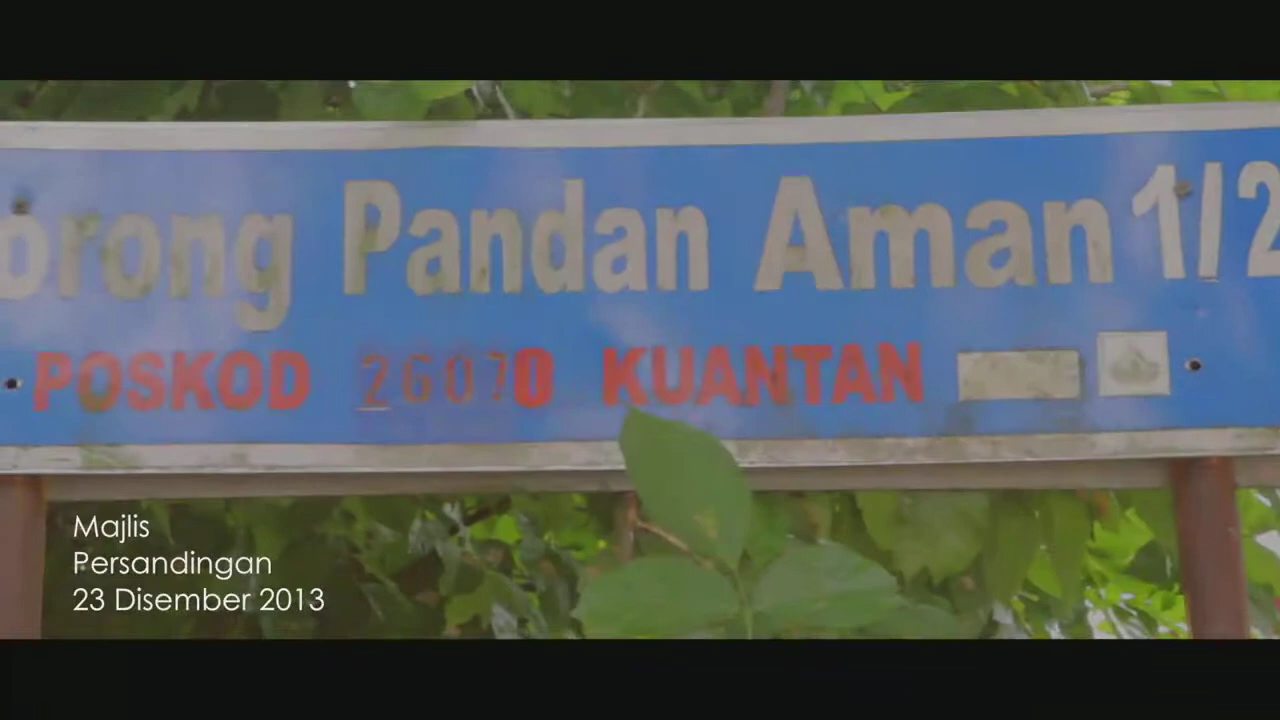 orong Pandan Aman 1/2
POSKOD 26070 KUANTAN
Majlis
Persandingan
23 Disember 2013